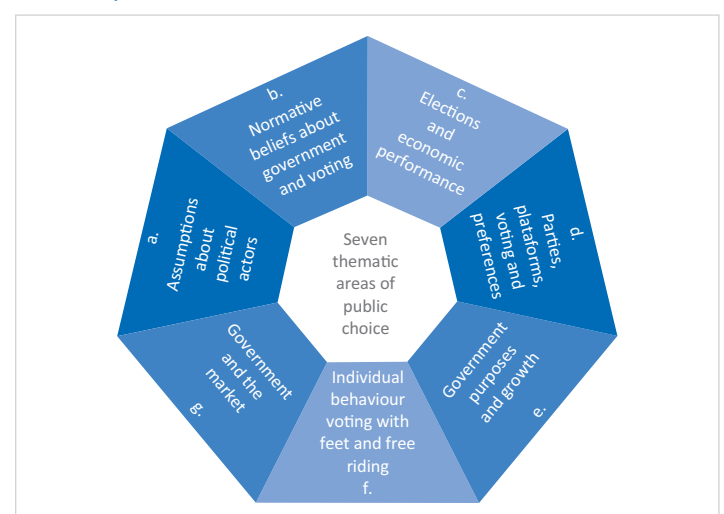 a.
Assumptions
about
political
actors
b.
Normative
beliefs about
government
and voting
c.
Elections
and
economic
performance
d.
Parties,
plataforms,
voting and
preferences
Government
purposes
and growth
e.
Individual
behaviour
voting with
feet and free
riding
f.
Government
and the
market
g.
Seven
thematic
areas of
public
choice